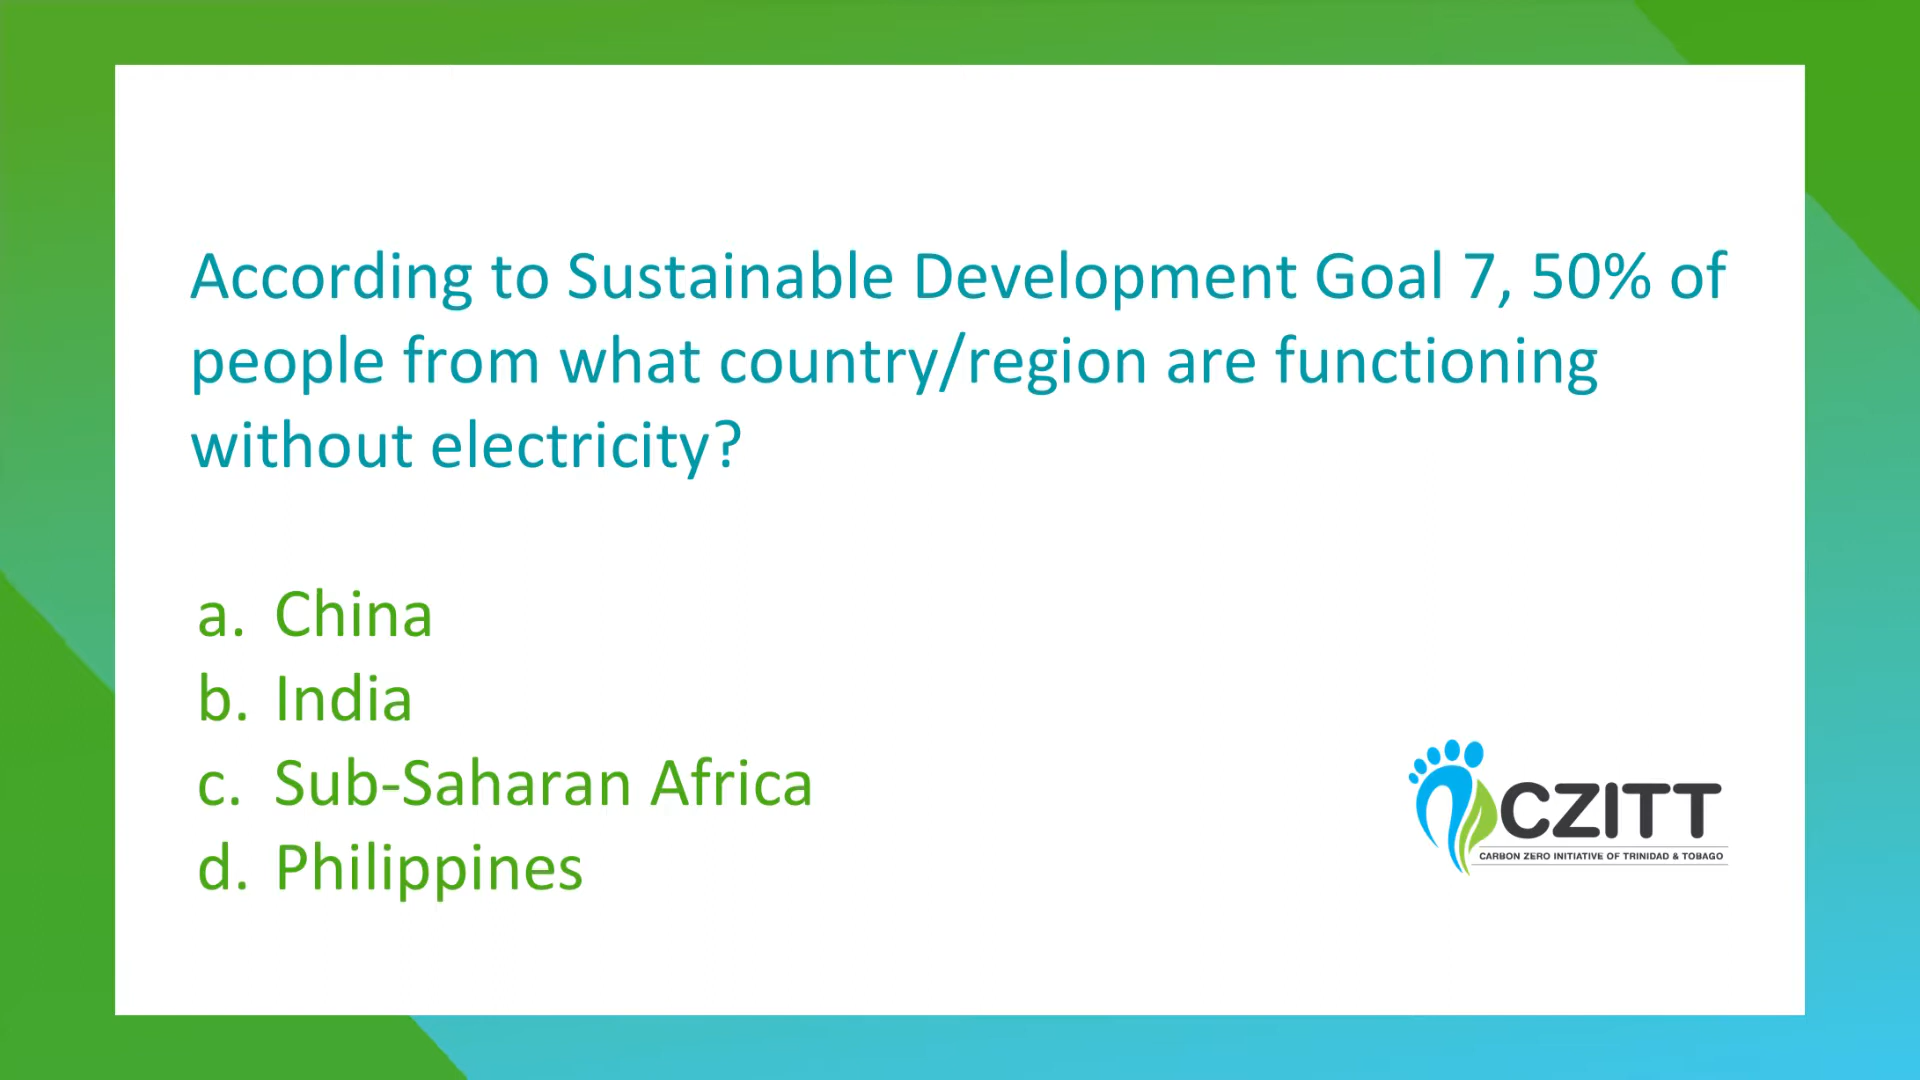 According to Sustainable Development Goal 7, 50% of
people from what country/region are functioning
without electricity?
a. China
b. India
c. Sub-Saharan Africa
d. Philippines
CZITT
CARBON ZERO INITIATIVE OF TRINIDAD & TOBAGO